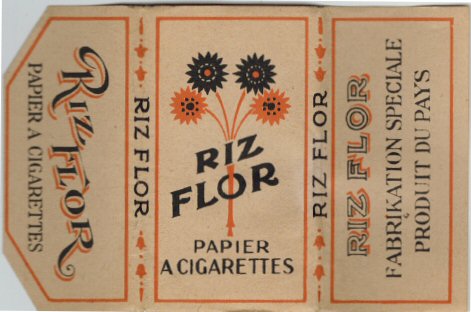 RIZ FLOR
PAPIER A CIGARETTES
RIZ FLOR
RIZ
FLOR
PAPIER
A CIGARETTES
RIZ FLOR
RIZ FLOR
FABRIKATION SPECIALE
PRODUIT DU PAYS